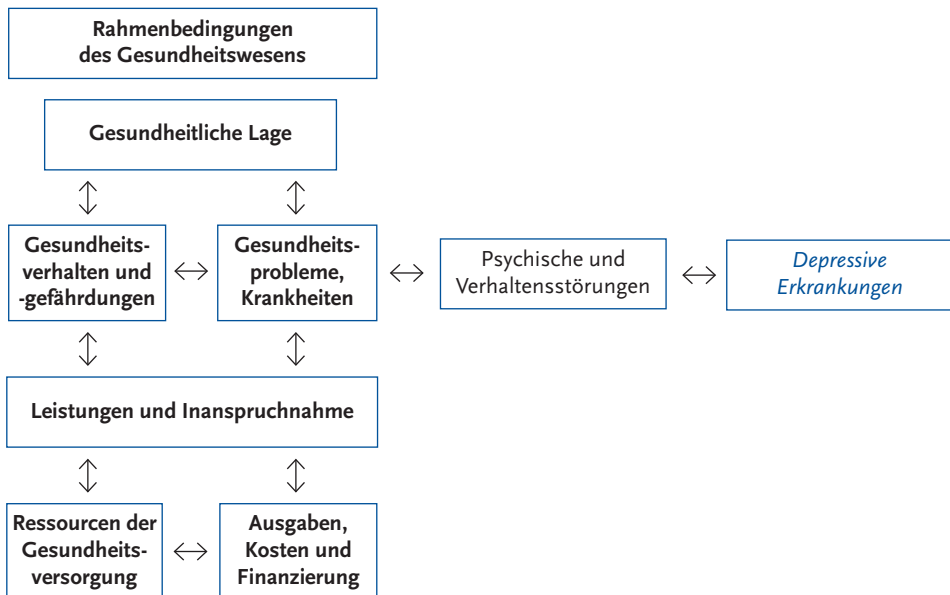 Rahmenbedingungen
des Gesundheitswesens
Gesundheitliche Lage
Gesundheits-
verhalten und
-gefährdungen
Gesundheits-
probleme,
Krankheiten
Psychische und
Verhaltensstörungen
Depressive
Erkrankungen
Leistungen und Inanspruchnahme
Ressourcen der
Gesundheits-
versorgung
Ausgaben,
Kosten und
Finanzierung